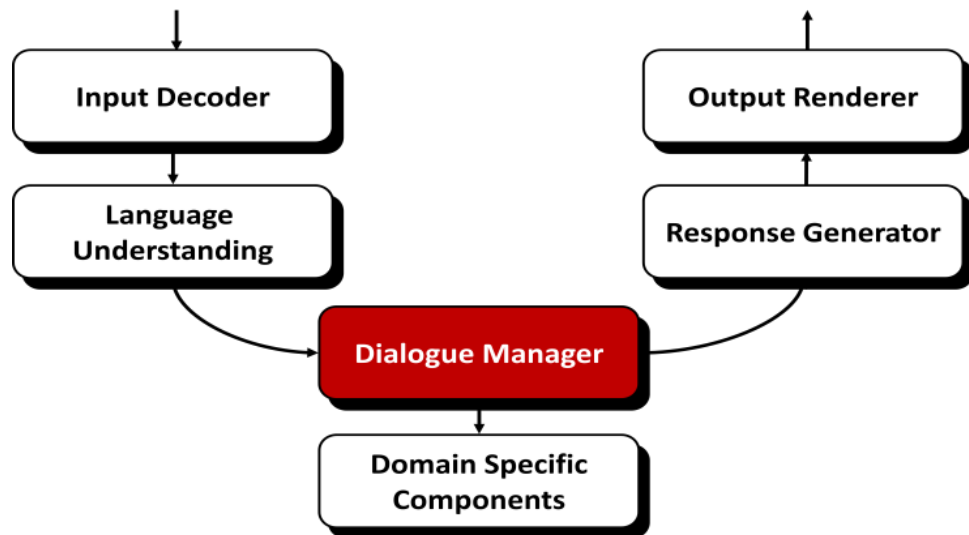 Input Decoder
Output Renderer
Language
Understanding
Response Generator
Dialogue Manager
Domain Specific
Components